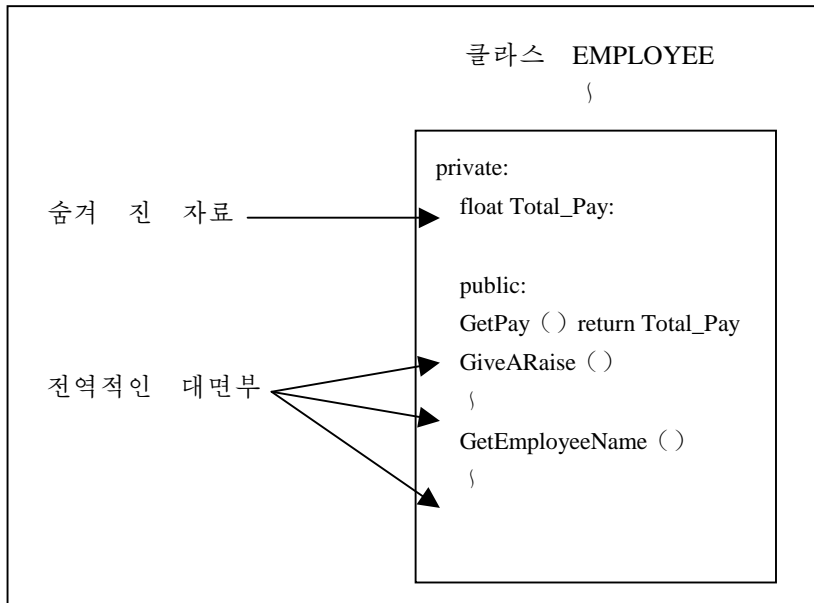 클라스 EMPLOYEE
∫
private:
숨겨 진 자료
float Total_Pay:
public:
GetPay（）return Total_Pay
전역적인 대면부
GiveARaise（）
∫
GetEmployeeName（）
∫